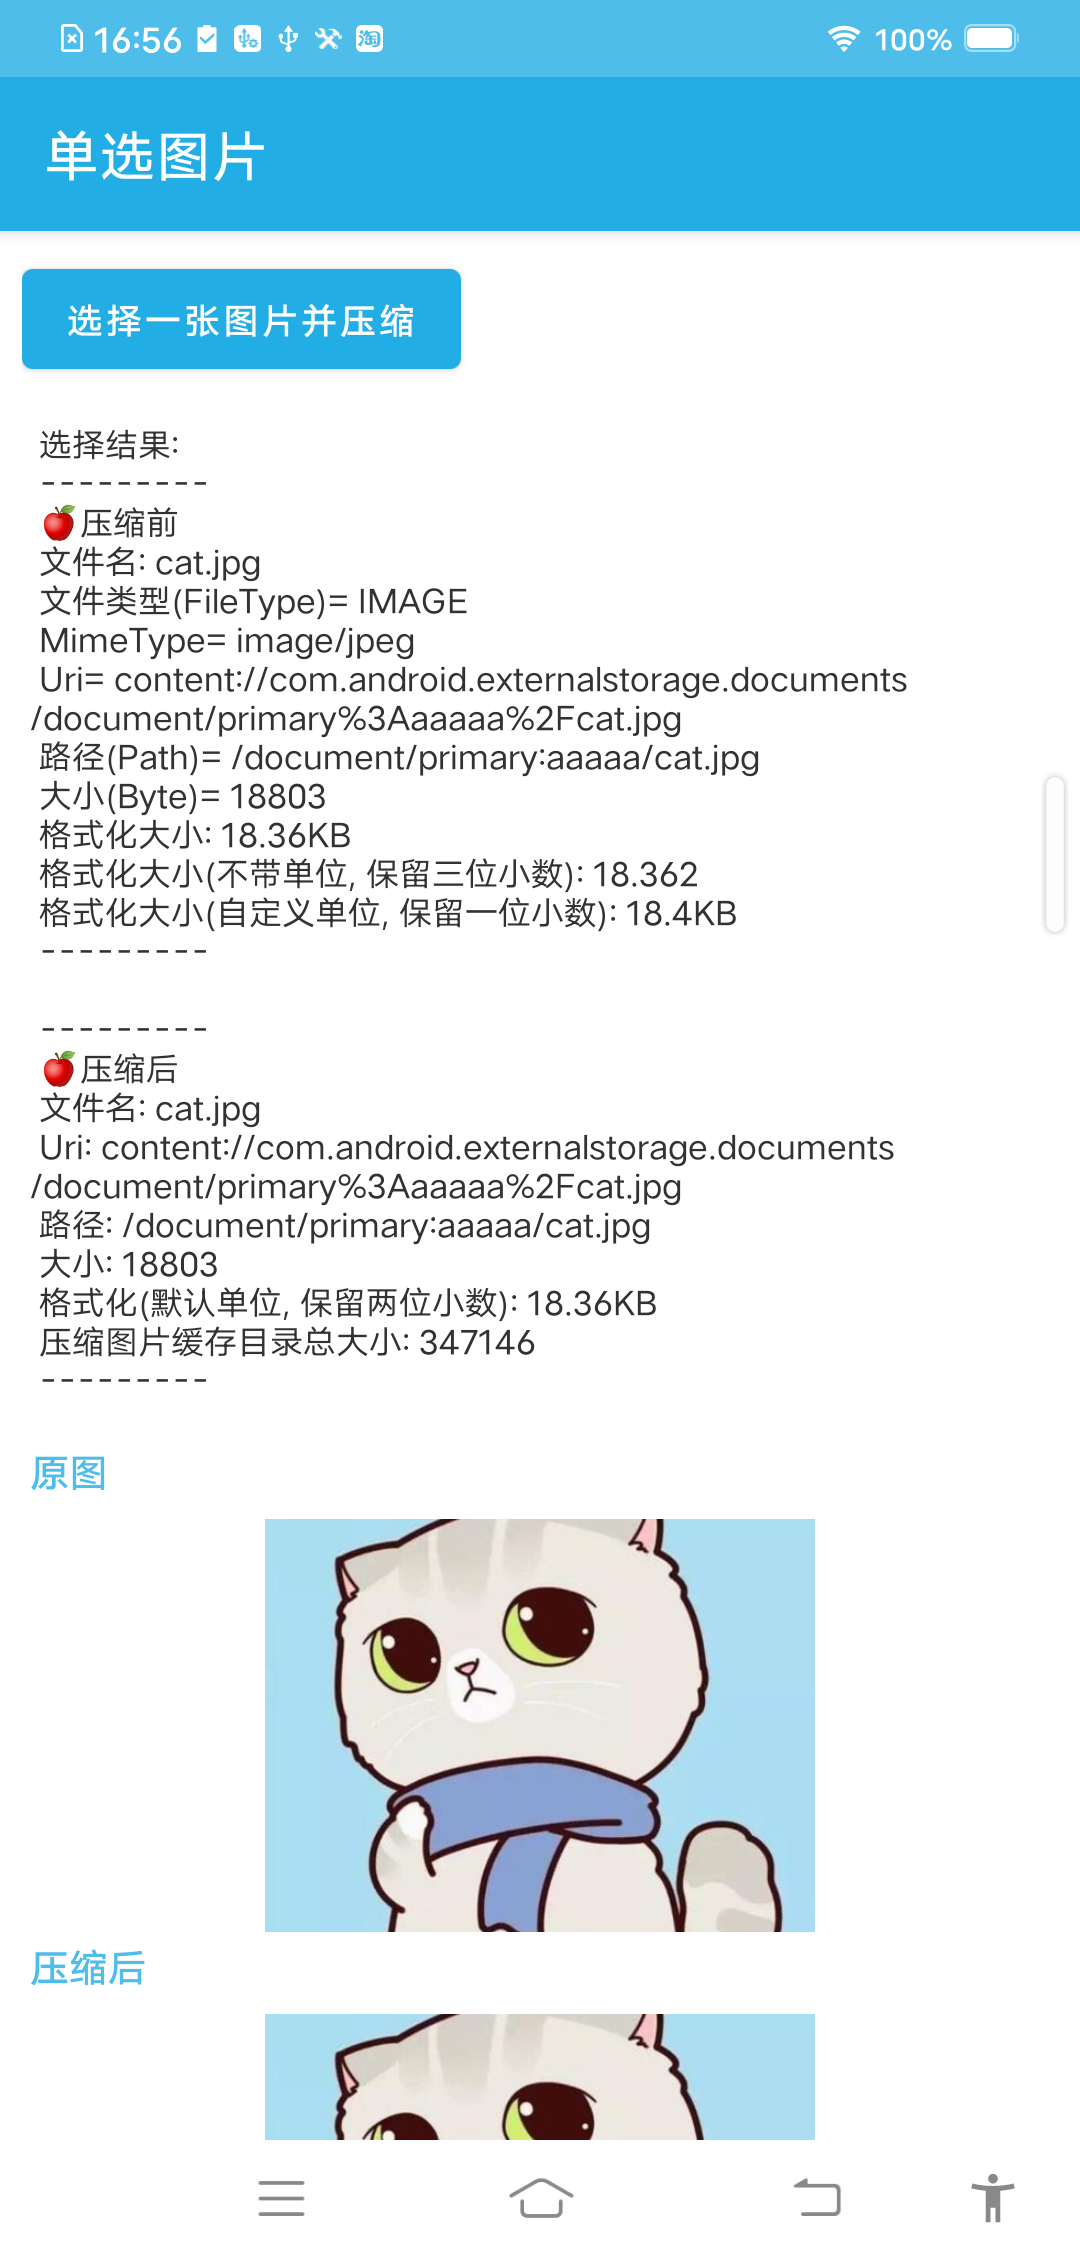 16:56
淘
100%
单选图片
选择一张图片并压缩
选择结果:
---------
🍎压缩前
文件名: cat.jpg
文件类型(FileType)= IMAGE
MimeType= image/jpeg
Uri= content://com.android.externalstorage.documents
/document/primary%3Aaaaaa%2Fcat.jpg
路径(Path)= /document/primary:aaaaa/cat.jpg
大小(Byte)= 18803
格式化大小: 18.36KB
格式化大小(不带单位, 保留三位小数): 18.362
格式化大小(自定义单位, 保留一位小数): 18.4KB
---------
---------
🍎压缩后
文件名: cat.jpg
Uri: content://com.android.externalstorage.documents
/document/primary%3Aaaaaa%2Fcat.jpg
路径: /document/primary:aaaaa/cat.jpg
大小: 18803
格式化(默认单位, 保留两位小数): 18.36KB
压缩图片缓存目录总大小: 347146
---------
原图
压缩后